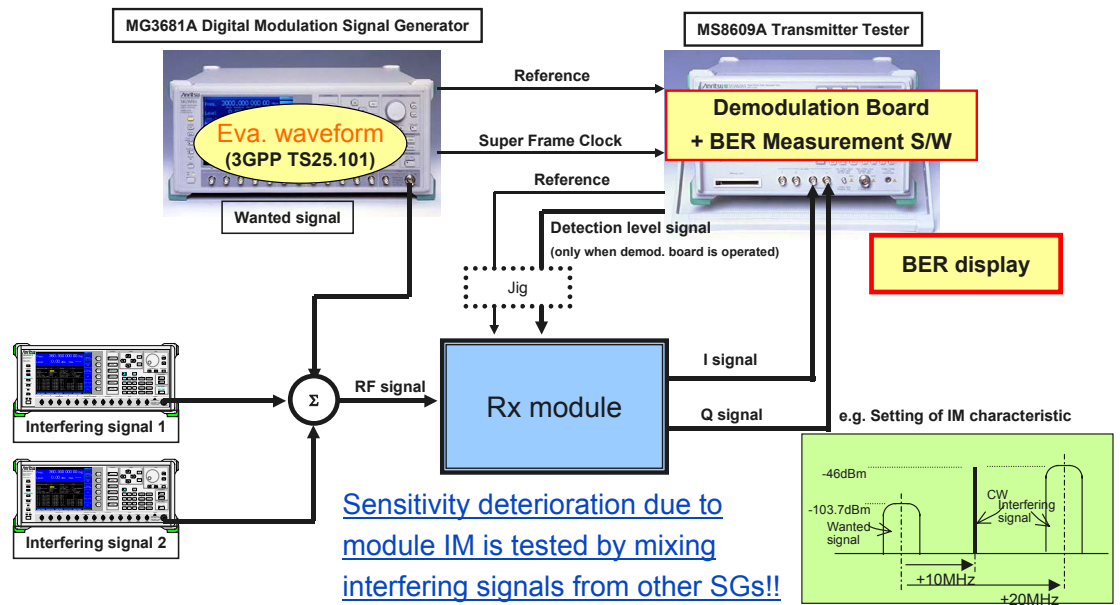 MG3681A Digital Modulation Signal Generator
MS8609A Transmitter Tester
Anritsu
Reference
Eva. waveform
(3GPP TS25.101)
Demodulation Board
+ BER Measurement S/W
Super Frame Clock
Reference
Wanted signal
Detection level signal
(only when demod. board is operated)
BER display
Jig
Interfering signal 1
Σ
RF signal
Rx module
I signal
Q signal
Interfering signal 2
Sensitivity deterioration due to
module IM is tested by mixing
interfering signals from other SGs!!
e.g. Setting of IM characteristic
-46dBm
-103.7dBm
Wanted
signal
CW
Interfering
signal
+10MHz
+20MHz